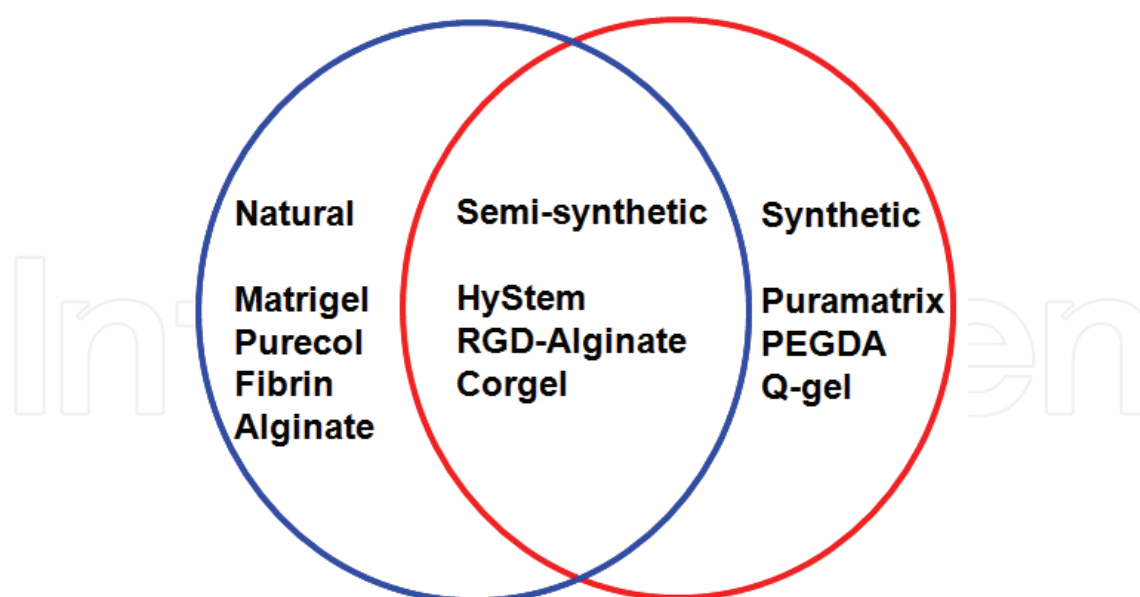 Natural
Matrigel
Purecol
Fibrin
Alginate
Semi-synthetic
HyStem
RGD-Alginate
Corgel
Synthetic
Puramatrix
PEGDA
Q-gel